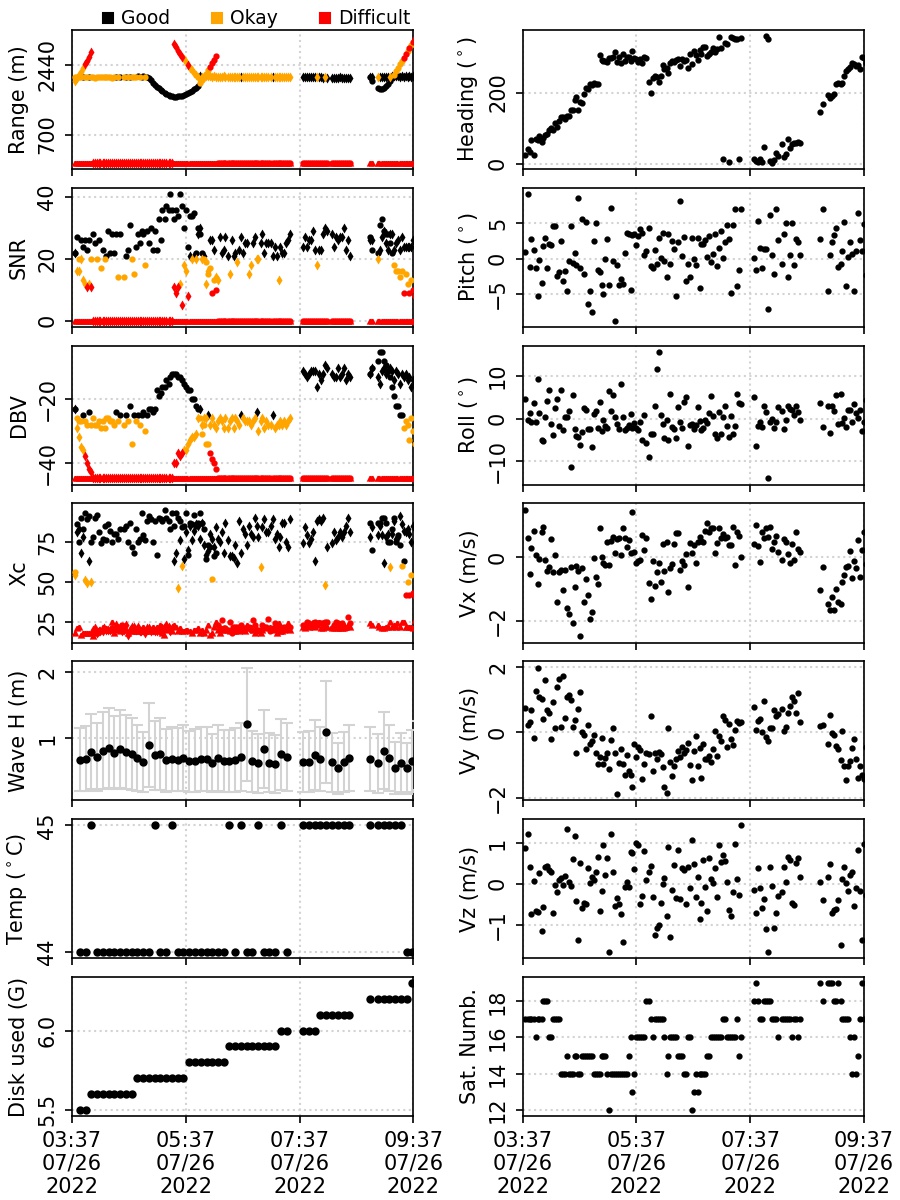 Good Okay Difficult
Range (m)
2440
700
Heading (°)
200
0
SNR
40
20
0
Pitch (°)
5
0
−5
DBV
−20
−40
Roll (°)
10
0
−10
Xc
75
50
25
Vx (m/s)
0
−2
Wave H (m)
2
1
Vy (m/s)
2
0
−2
Temp (°C)
45
44
Vz (m/s)
1
0
−1
Disk used (G)
6.0
5.5
Sat. Numb.
18
16
14
12
03:37 05:37 07:37 09:37 03:37 05:37 07:37 09:37
07/26 07/26 07/26 07/26 07/26 07/26 07/26 07/26
2022 2022 2022 2022 2022 2022 2022 2022